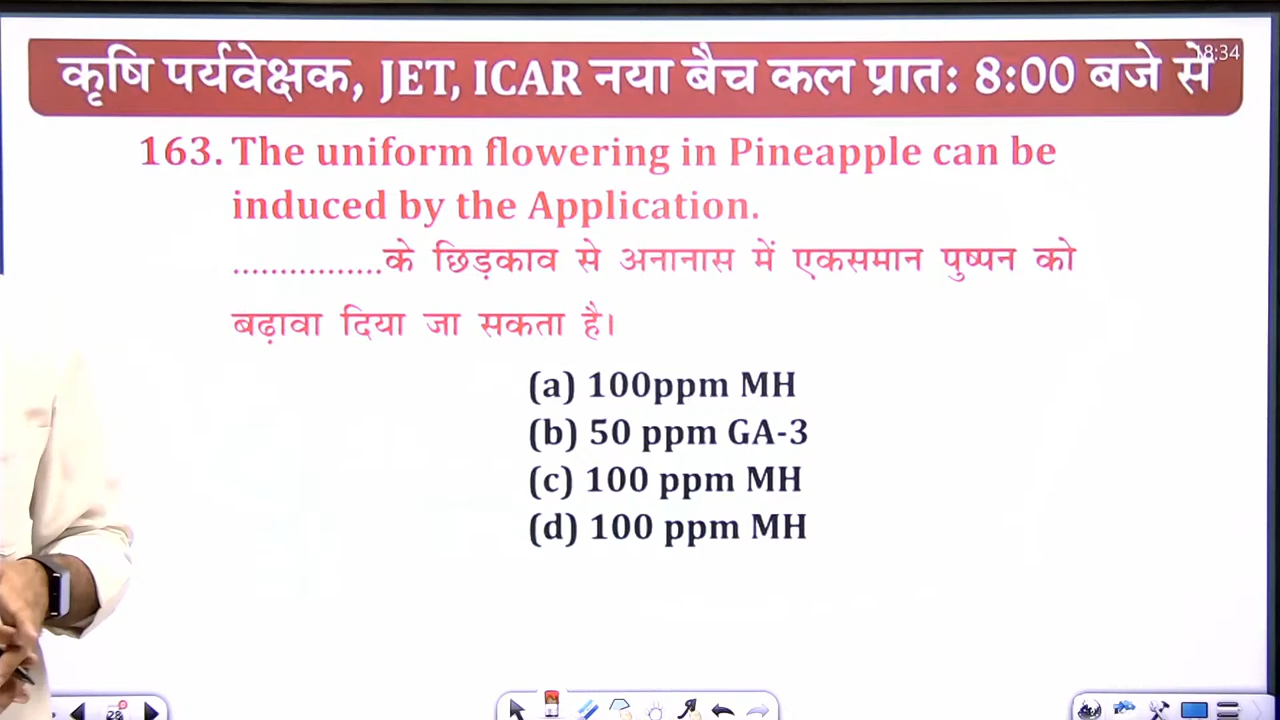 कृषि पर्यवेक्षक, JET, ICAR नया बैच कल प्रातः 8:00 बजे से
18:34
163. The uniform flowering in Pineapple can be
induced by the Application.
................के छिड़काव से अनानास में एकसमान पुष्पन को
बढ़ावा दिया जा सकता है।
(a) 100ppm MH
(b) 50 ppm GA-3
(c) 100 ppm MH
(d) 100 ppm MH
28